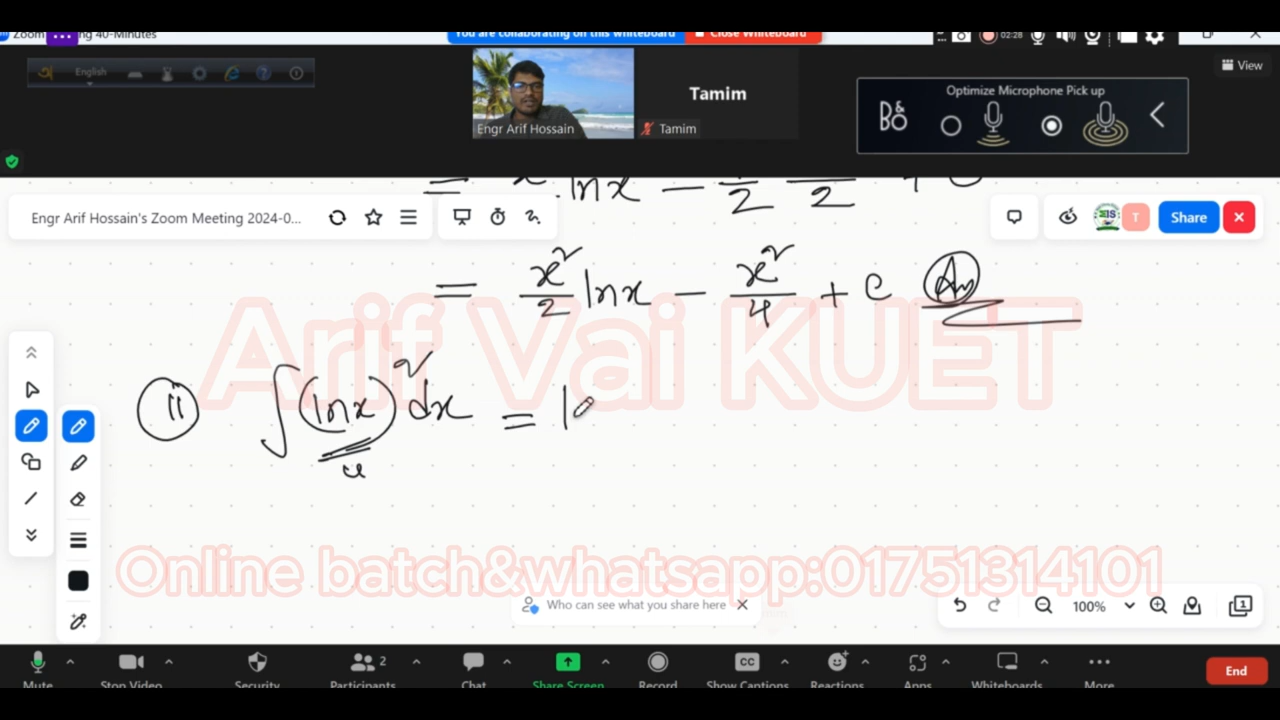 Zoom ng 40-Minutes
You are collaborating on this whiteboard Close Whiteboard
02:28
English
View
Optimize Microphone Pick up
B&O
Tamim
Engr Arif Hossain Tamim
Engr Arif Hossain's Zoom Meeting 2024-0...
T Share
= x²/2 lnx - x²/4 + c Ans
Arif Vai KUET
ii ∫(lnx)² dx = l
u
Online batch&whatsapp:01751314101
Who can see what you share here
100%
1
Mute Stop Video Security Participants 2 Chat Share Screen Record CC Show Captions Reactions Apps Whiteboards More End